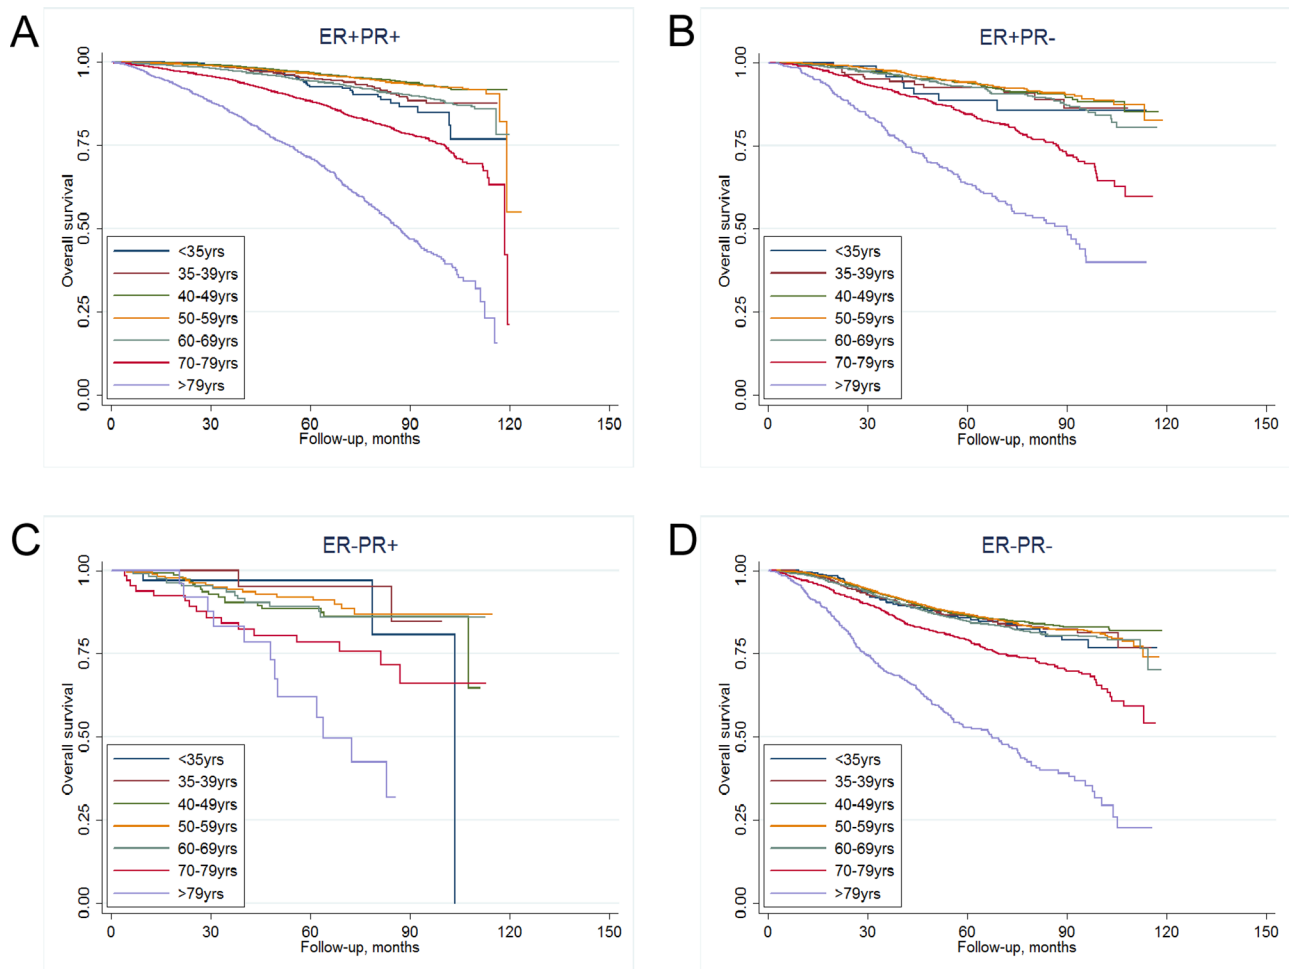 A
ER+PR+
Overall survival
1.00
0.75
0.50
0.25
0.00
<35yrs
35-39yrs
40-49yrs
50-59yrs
60-69yrs
70-79yrs
>79yrs
0 30 60 90 120 150
Follow-up, months
B
ER+PR-
Overall survival
1.00
0.75
0.50
0.25
0.00
<35yrs
35-39yrs
40-49yrs
50-59yrs
60-69yrs
70-79yrs
>79yrs
0 30 60 90 120 150
Follow-up, months
C
ER-PR+
Overall survival
1.00
0.75
0.50
0.25
0.00
<35yrs
35-39yrs
40-49yrs
50-59yrs
60-69yrs
70-79yrs
>79yrs
0 30 60 90 120 150
Follow-up, months
D
ER-PR-
Overall survival
1.00
0.75
0.50
0.25
0.00
<35yrs
35-39yrs
40-49yrs
50-59yrs
60-69yrs
70-79yrs
>79yrs
0 30 60 90 120 150
Follow-up, months